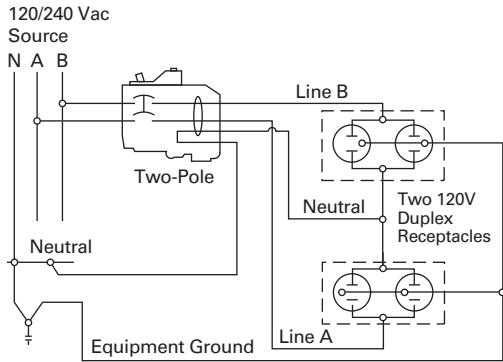 120/240 Vac
Source
N A B
Line B
Two-Pole
Neutral
Two 120V
Duplex
Receptacles
Neutral
Line A
Equipment Ground